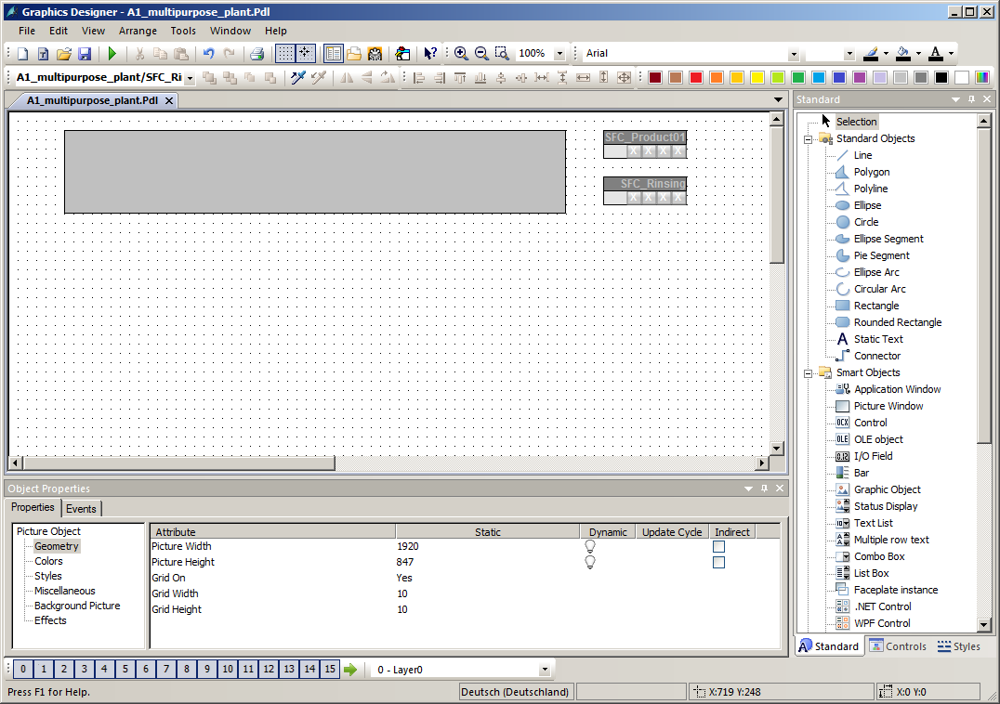 Graphics Designer - A1_multipurpose_plant.Pdl
File Edit View Arrange Tools Window Help
100% Arial
A1_multipurpose_plant/SFC_Ri
A1_multipurpose_plant.Pdl
SFC_Product01
X X X X
SFC_Rinsing
X X X X
Standard
Selection
Standard Objects
Line
Polygon
Polyline
Ellipse
Circle
Ellipse Segment
Pie Segment
Ellipse Arc
Circular Arc
Rectangle
Rounded Rectangle
A Static Text
Connector
Smart Objects
Application Window
Picture Window
OCX Control
OLE OLE object
0.12 I/O Field
Bar
Graphic Object
Status Display
Text List
Multiple row text
Combo Box
List Box
Faceplate instance
.NET Control
WPF Control
Standard Controls Styles
Object Properties
Properties Events
Picture Object
Geometry
Colors
Styles
Miscellaneous
Background Picture
Effects
Attribute Static Dynamic Update Cycle Indirect
Picture Width 1920
Picture Height 847
Grid On Yes
Grid Width 10
Grid Height 10
0 1 2 3 4 5 6 7 8 9 10 11 12 13 14 15 0 - Layer0
Press F1 for Help. Deutsch (Deutschland) X:719 Y:248 X:0 Y:0